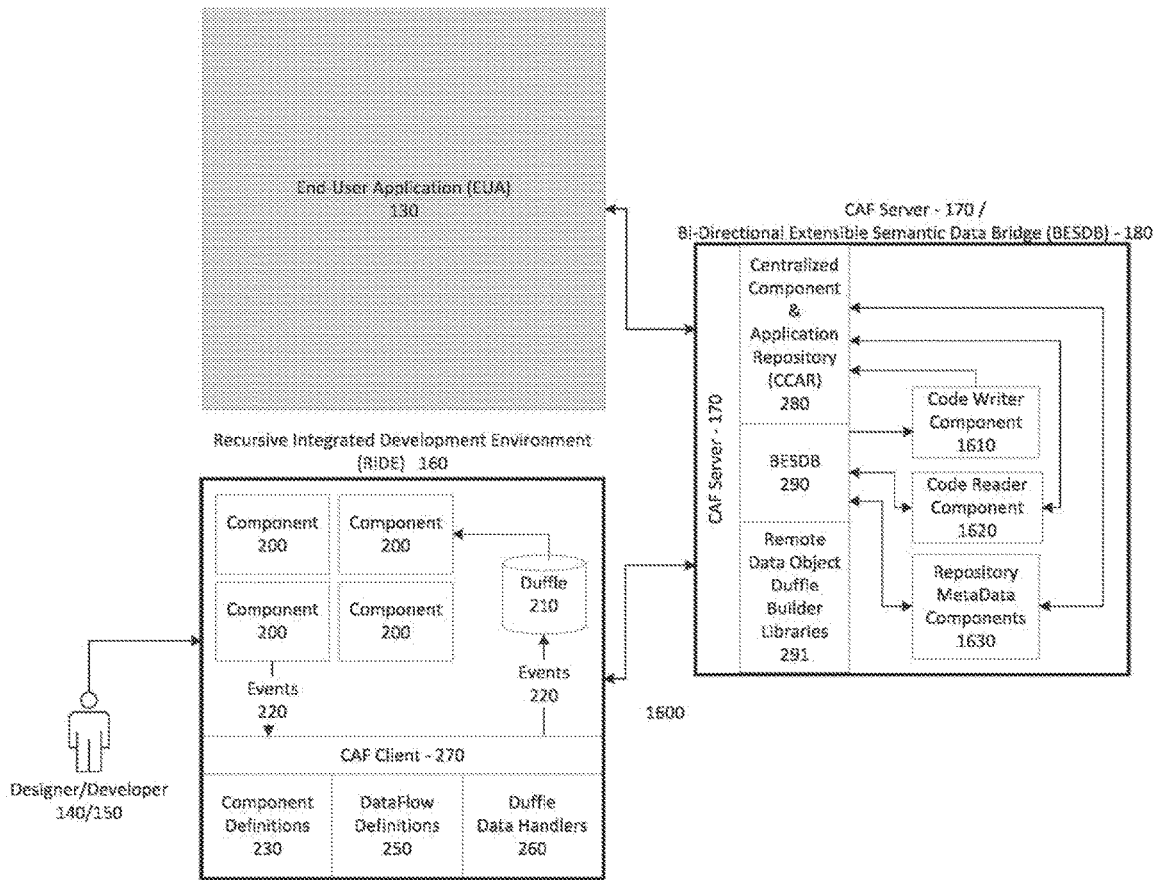 End-User Application (EUA)
130
CAF Server - 170 /
Bi-Directional Extensible Semantic Data Bridge (BESDB) - 180
CAF Server - 170
Centralized
Component
&
Application
Repository
(CCAR)
280
BESDB
290
Remote
Data Object
Duffle
Builder
Libraries
291
Code Writer
Component
1610
Code Reader
Component
1620
Repository
MetaData
Components
1630
Recursive Integrated Development Environment
(RIDE) 160
Component
200
Component
200
Component
200
Component
200
Duffle
210
Events
220
Events
220
CAF Client - 270
Component
Definitions
230
DataFlow
Definitions
250
Duffle
Data Handlers
260
Designer/Developer
140/150
1600